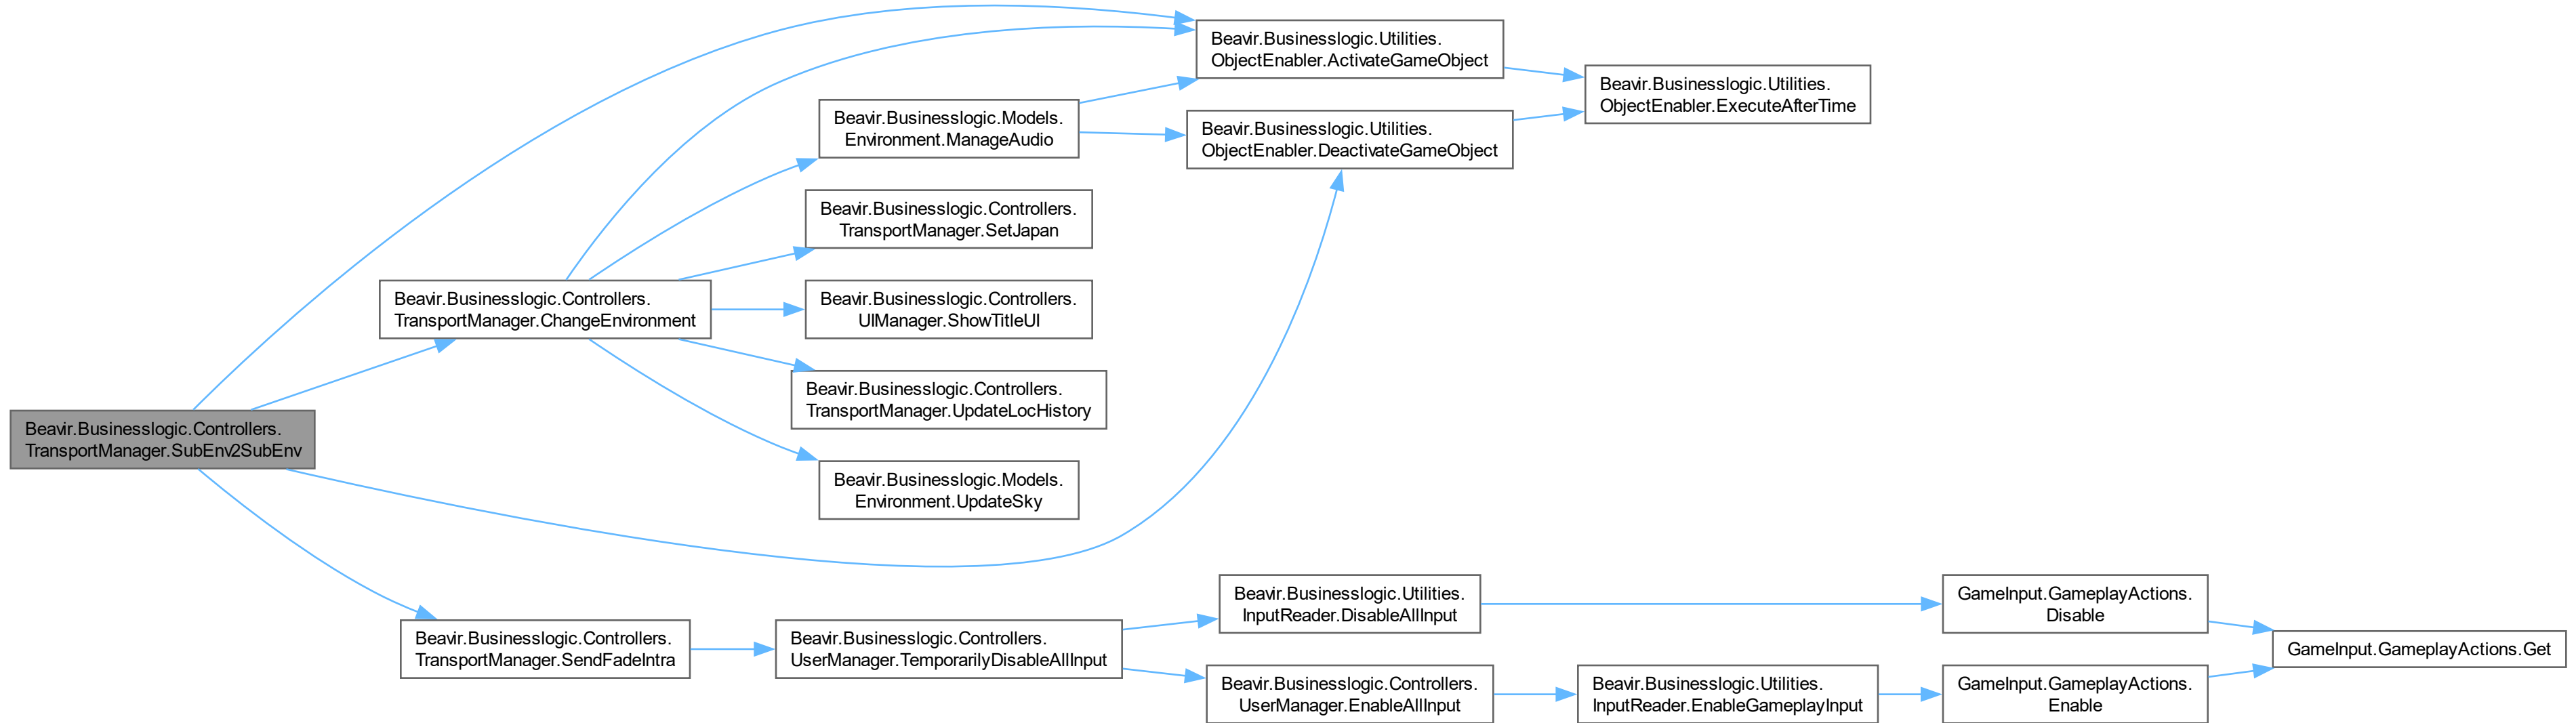 Beavir.Businesslogic.Utilities.
ObjectEnabler.ActivateGameObject
Beavir.Businesslogic.Utilities.
ObjectEnabler.ExecuteAfterTime
Beavir.Businesslogic.Models.
Environment.ManageAudio
Beavir.Businesslogic.Utilities.
ObjectEnabler.DeactivateGameObject
Beavir.Businesslogic.Controllers.
TransportManager.SetJapan
Beavir.Businesslogic.Controllers.
TransportManager.ChangeEnvironment
Beavir.Businesslogic.Controllers.
UIManager.ShowTitleUI
Beavir.Businesslogic.Controllers.
TransportManager.UpdateLocHistory
Beavir.Businesslogic.Controllers.
TransportManager.SubEnv2SubEnv
Beavir.Businesslogic.Models.
Environment.UpdateSky
Beavir.Businesslogic.Utilities.
InputReader.DisableAllInput
GameInput.GameplayActions.
Disable
Beavir.Businesslogic.Controllers.
TransportManager.SendFadeIntra
Beavir.Businesslogic.Controllers.
UserManager.TemporarilyDisableAllInput
GameInput.GameplayActions.Get
Beavir.Businesslogic.Controllers.
UserManager.EnableAllInput
Beavir.Businesslogic.Utilities.
InputReader.EnableGameplayInput
GameInput.GameplayActions.
Enable